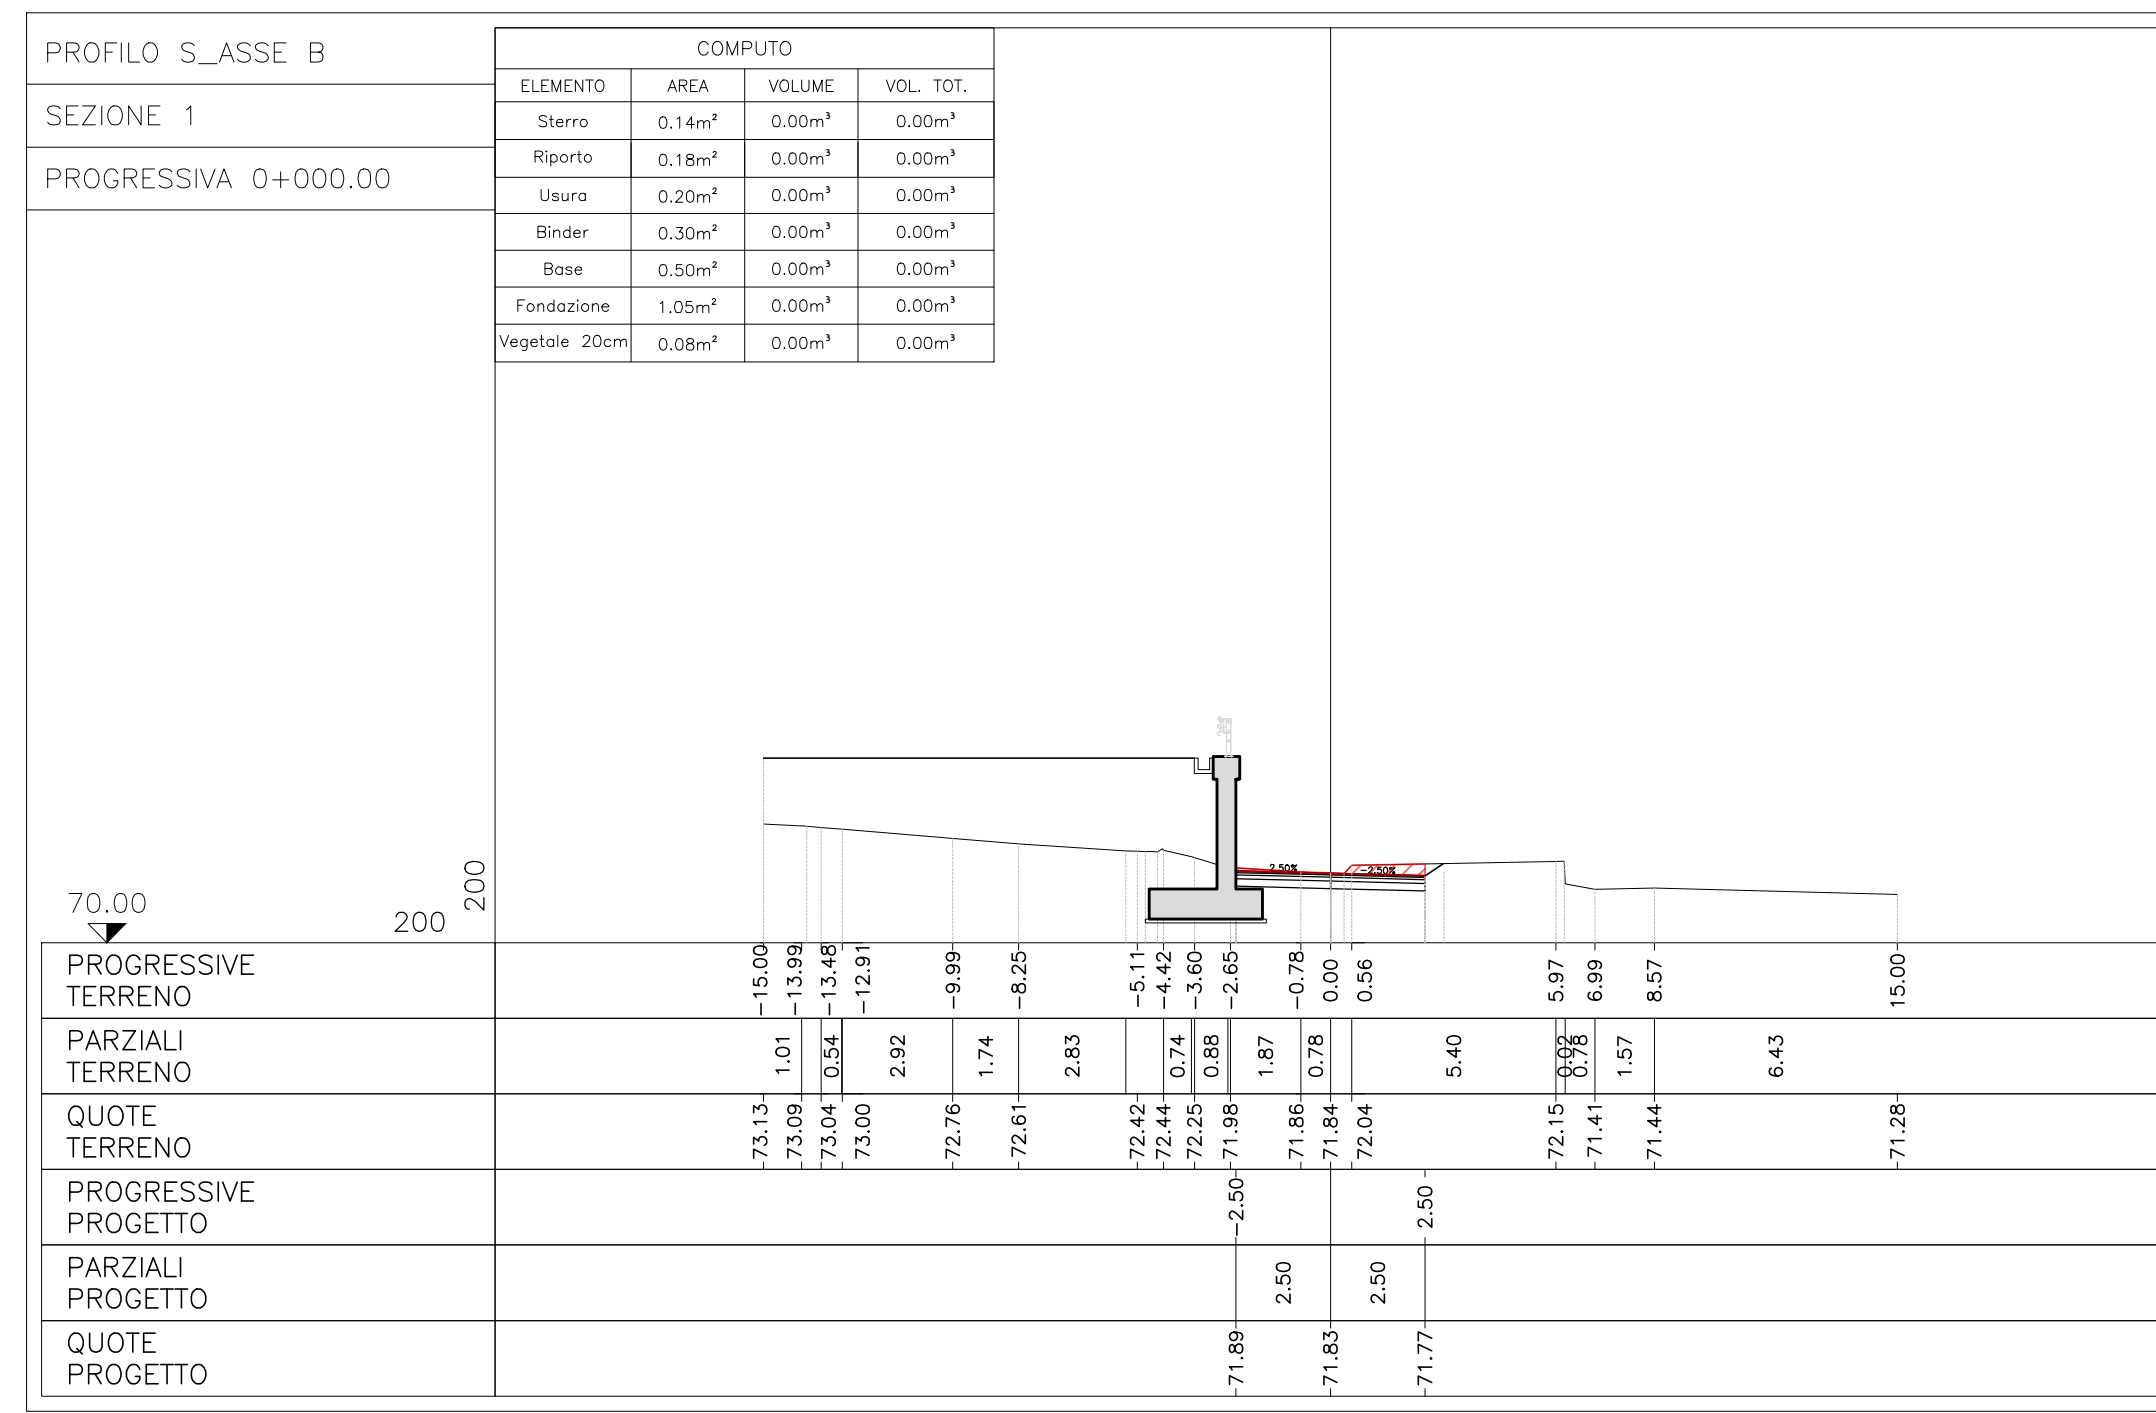 PROFILO S_ASSE B
SEZIONE 1
PROGRESSIVA 0+000.00
COMPUTO
ELEMENTO AREA VOLUME VOL. TOT.
Sterro 0.14m² 0.00m³ 0.00m³
Riporto 0.18m² 0.00m³ 0.00m³
Usura 0.20m² 0.00m³ 0.00m³
Binder 0.30m² 0.00m³ 0.00m³
Base 0.50m² 0.00m³ 0.00m³
Fondazione 1.05m² 0.00m³ 0.00m³
Vegetale 20cm 0.08m² 0.00m³ 0.00m³
2.50% -2.50%
70.00
200
200
PROGRESSIVE
TERRENO
-15.00 -13.99 -13.48 -12.91 -9.99 -8.25 -5.11 -4.42 -3.60 -2.65 -0.78 0.00 0.56 5.97 6.99 8.57 15.00
PARZIALI
TERRENO
1.01 0.54 2.92 1.74 2.83 0.74 0.88 1.87 0.78 5.40 0.02 0.78 1.57 6.43
QUOTE
TERRENO
73.13 73.09 73.04 73.00 72.76 72.61 72.42 72.44 72.25 71.98 71.86 71.84 72.04 72.15 71.41 71.44 71.28
PROGRESSIVE
PROGETTO
-2.50 2.50
PARZIALI
PROGETTO
2.50 2.50
QUOTE
PROGETTO
71.89 71.83 71.77